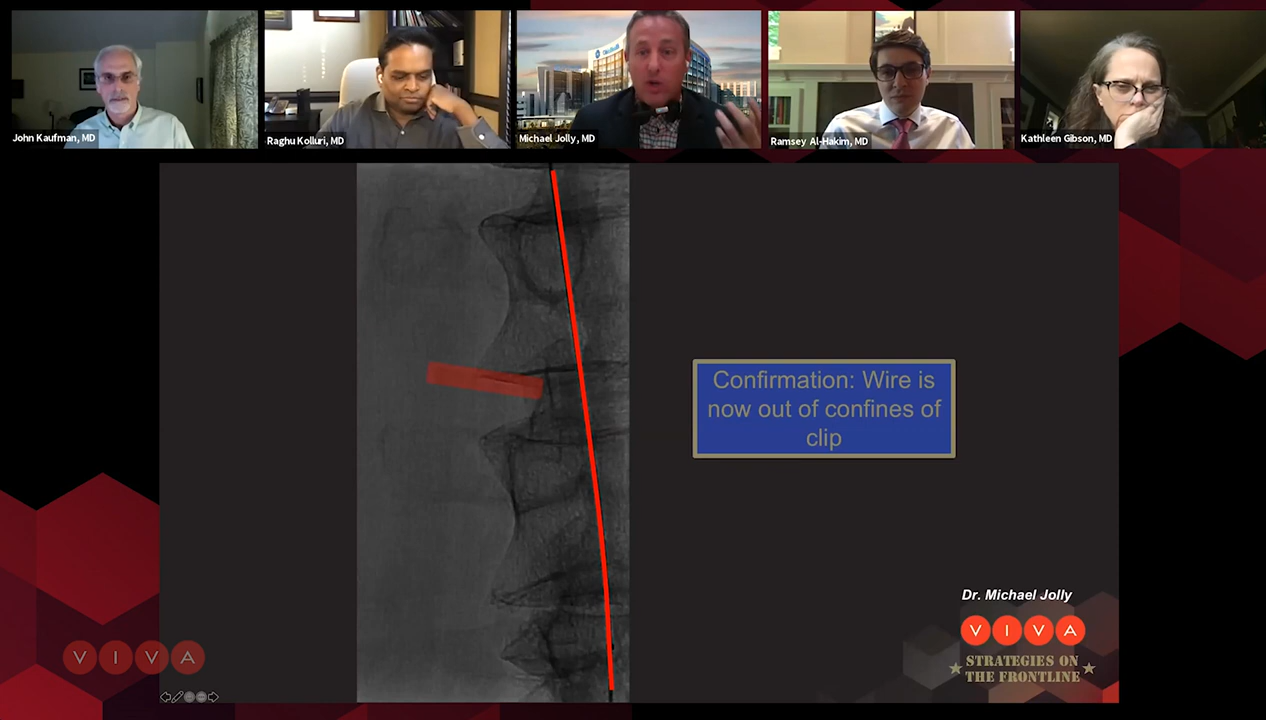 John Kaufman, MD
Raghu Kolluri, MD
Michael Jolly, MD
Ramsey Al-Hakim, MD
Kathleen Gibson, MD
Confirmation: Wire is
now out of confines of
clip
Dr. Michael Jolly
VIVA
STRATEGIES ON
THE FRONTLINE
VIVA